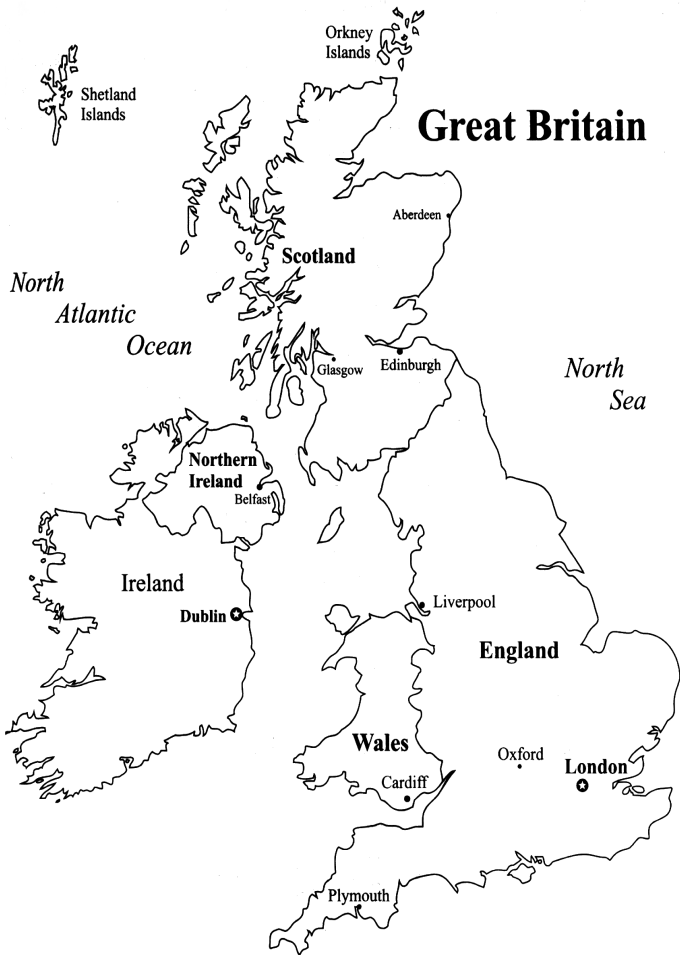 Orkney
Islands
Shetland
Islands
Great Britain
Aberdeen
Scotland
North
Atlantic
Ocean
Glasgow
Edinburgh
North
Sea
Northern
Ireland
Belfast
Ireland
Dublin
Liverpool
England
Wales
Oxford
London
Cardiff
Plymouth